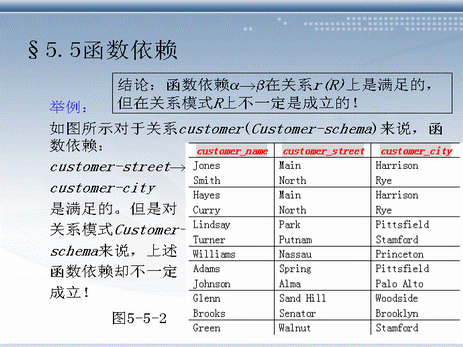 §5.5函数依赖
结论：函数依赖α→β在关系r(R)上是满足的，
但在关系模式R上不一定是成立的！
举例：
如图所示对于关系customer(Customer-schema)来说，函
数依赖：
customer-street→
customer-city
是满足的。但是对
关系模式Customer-
schema来说，上述
函数依赖却不一定
成立！
图5-5-2
customer_name customer_street customer_city
Jones Main Harrison
Smith North Rye
Hayes Main Harrison
Curry North Rye
Lindsay Park Pittsfield
Turner Putnam Stamford
Williams Nassau Princeton
Adams Spring Pittsfield
Johnson Alma Palo Alto
Glenn Sand Hill Woodside
Brooks Senator Brooklyn
Green Walnut Stamford